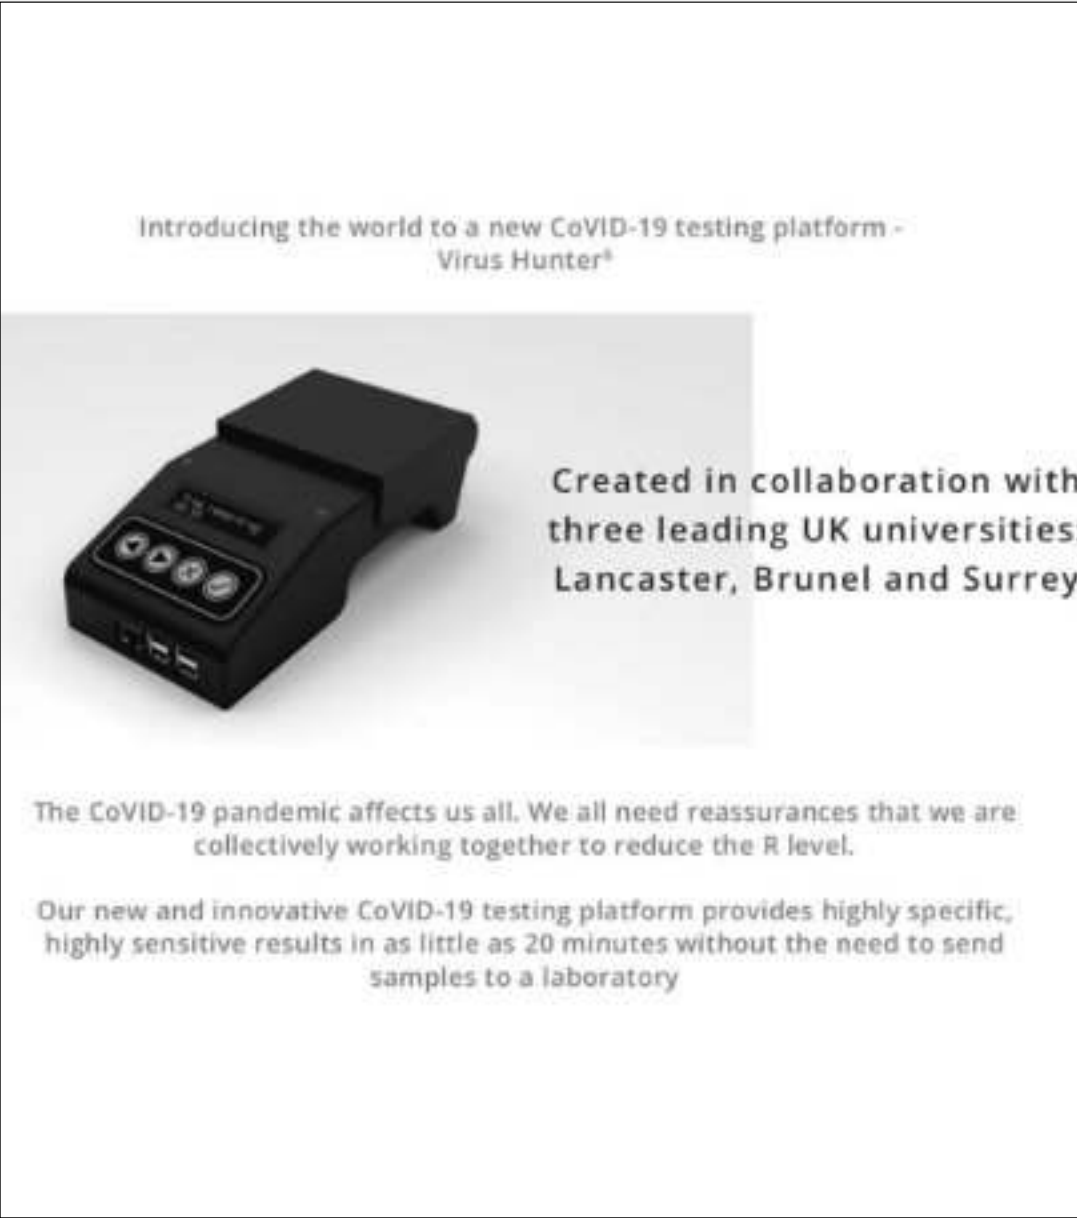 Introducing the world to a new CoVID-19 testing platform -
Virus Hunter®
Created in collaboration with
three leading UK universities:
Lancaster, Brunel and Surrey
The CoVID-19 pandemic affects us all. We all need reassurances that we are
collectively working together to reduce the R level.
Our new and innovative CoVID-19 testing platform provides highly specific,
highly sensitive results in as little as 20 minutes without the need to send
samples to a laboratory